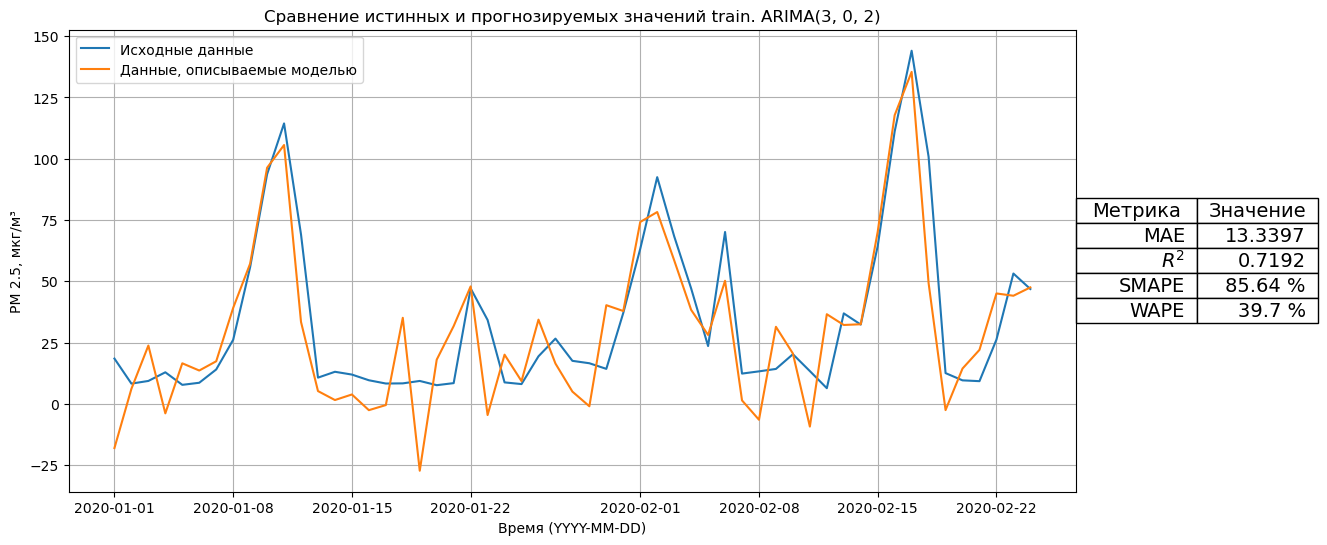 Сравнение истинных и прогнозируемых значений train. ARIMA(3, 0, 2)
Исходные данные
Данные, описываемые моделью
PM 2.5, мкг/м³
150
125
100
75
50
25
0
−25
2020-01-01 2020-01-08 2020-01-15 2020-01-22 2020-02-01 2020-02-08 2020-02-15 2020-02-22
Время (YYYY-MM-DD)
Метрика Значение
MAE 13.3397
R² 0.7192
SMAPE 85.64 %
WAPE 39.7 %